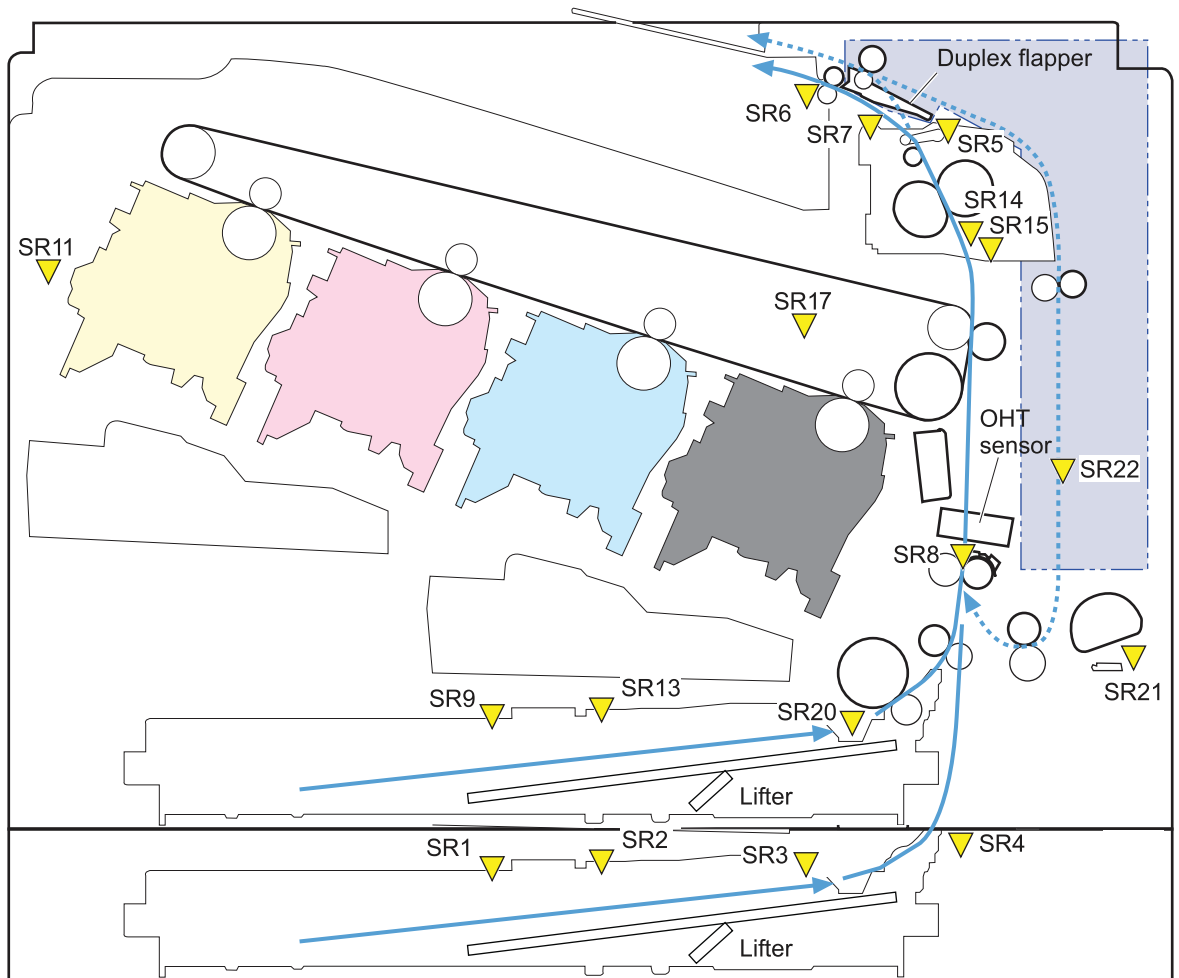 Duplex flapper
SR6
SR7
SR5
SR14
SR15
SR11
SR17
OHT
sensor
SR22
SR8
SR21
SR9
SR13
SR20
Lifter
SR1
SR2
SR3
SR4
Lifter